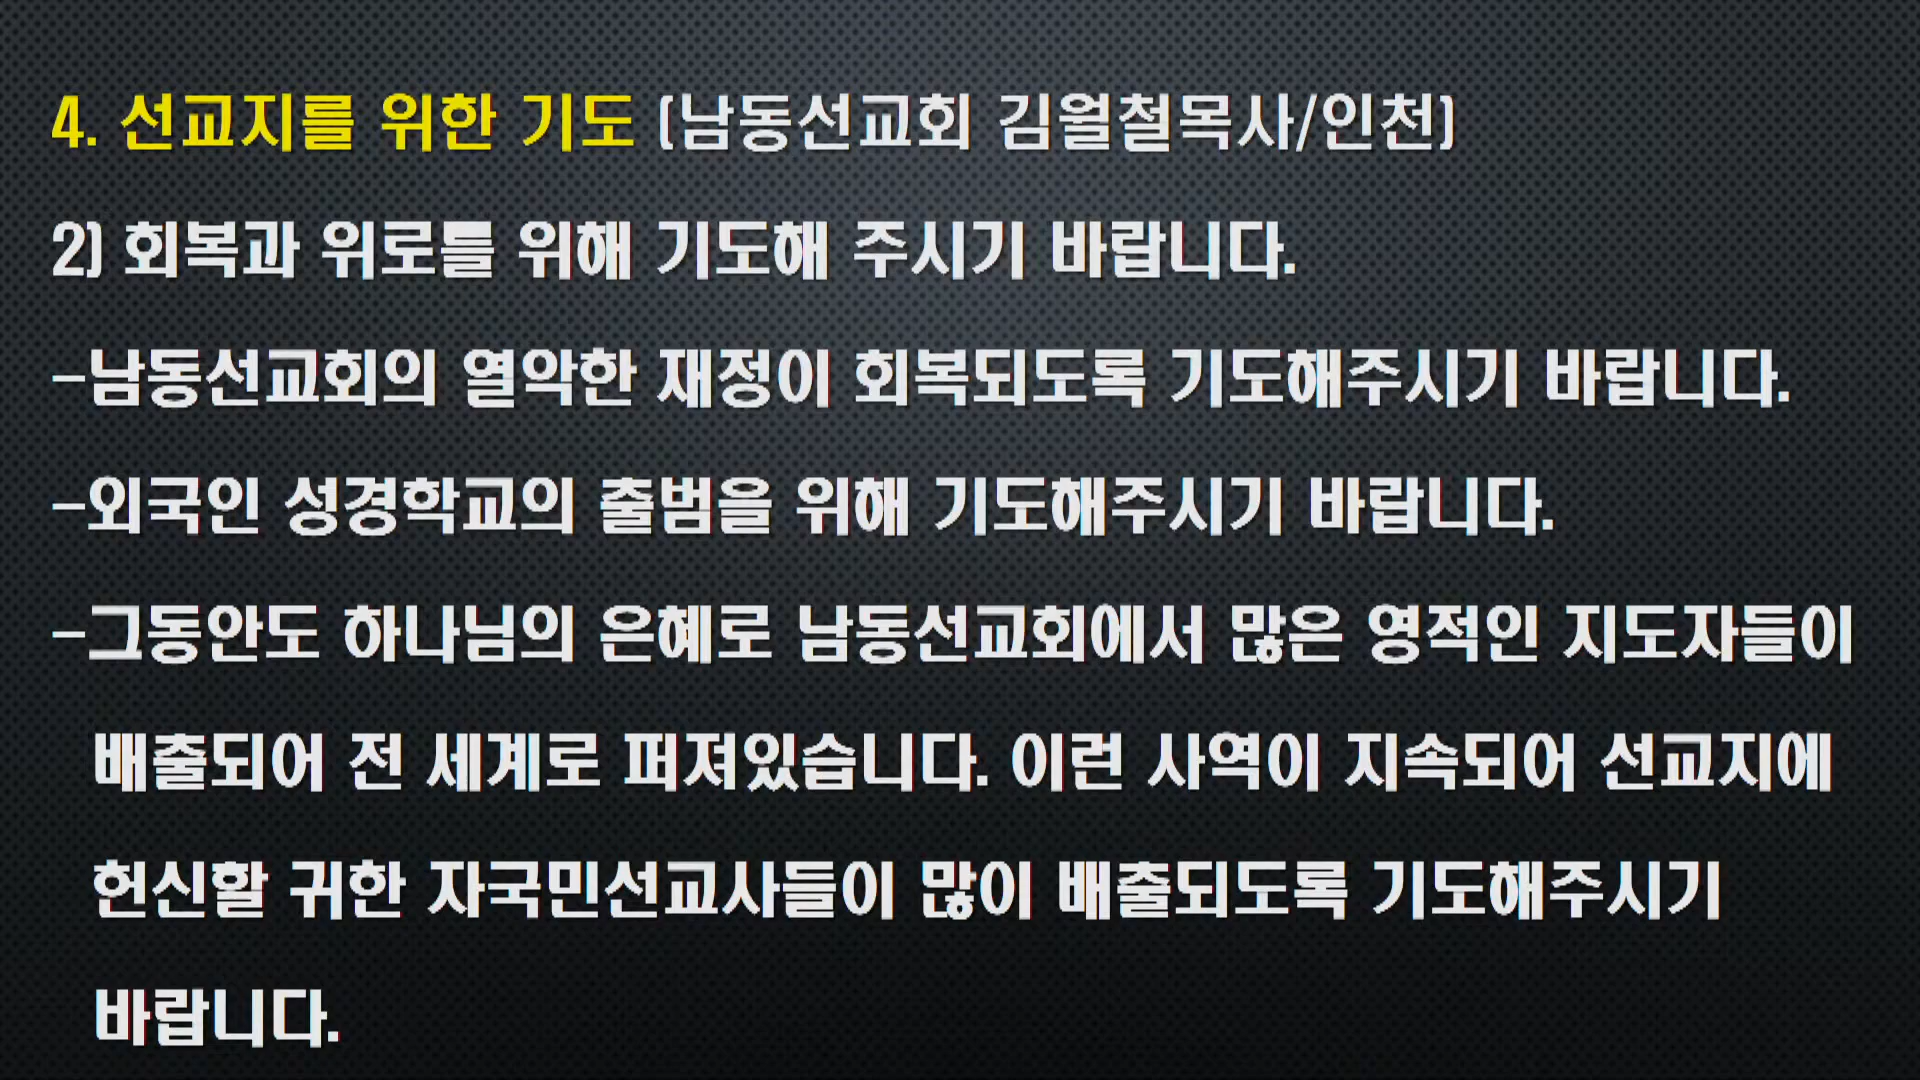 4. 선교지를 위한 기도 (남동선교회 김월철목사/인천)
2) 회복과 위로를 위해 기도해 주시기 바랍니다.
-남동선교회의 열악한 재정이 회복되도록 기도해주시기 바랍니다.
-외국인 성경학교의 출범을 위해 기도해주시기 바랍니다.
-그동안도 하나님의 은혜로 남동선교회에서 많은 영적인 지도자들이
배출되어 전 세계로 퍼져있습니다. 이런 사역이 지속되어 선교지에
헌신할 귀한 자국민선교사들이 많이 배출되도록 기도해주시기
바랍니다.